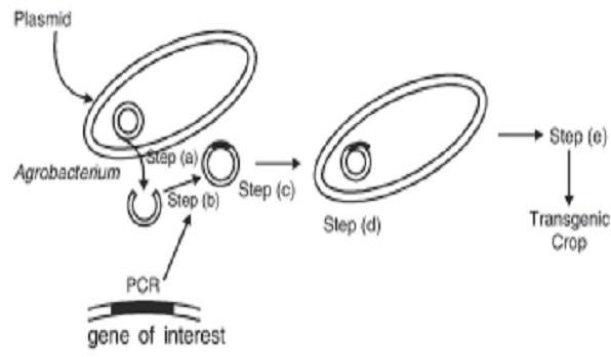 Plasmid
Agrobacterium
Step (a)
Step (b)
Step (c)
Step (d)
Step (e)
Transgenic
Crop
PCR
gene of interest